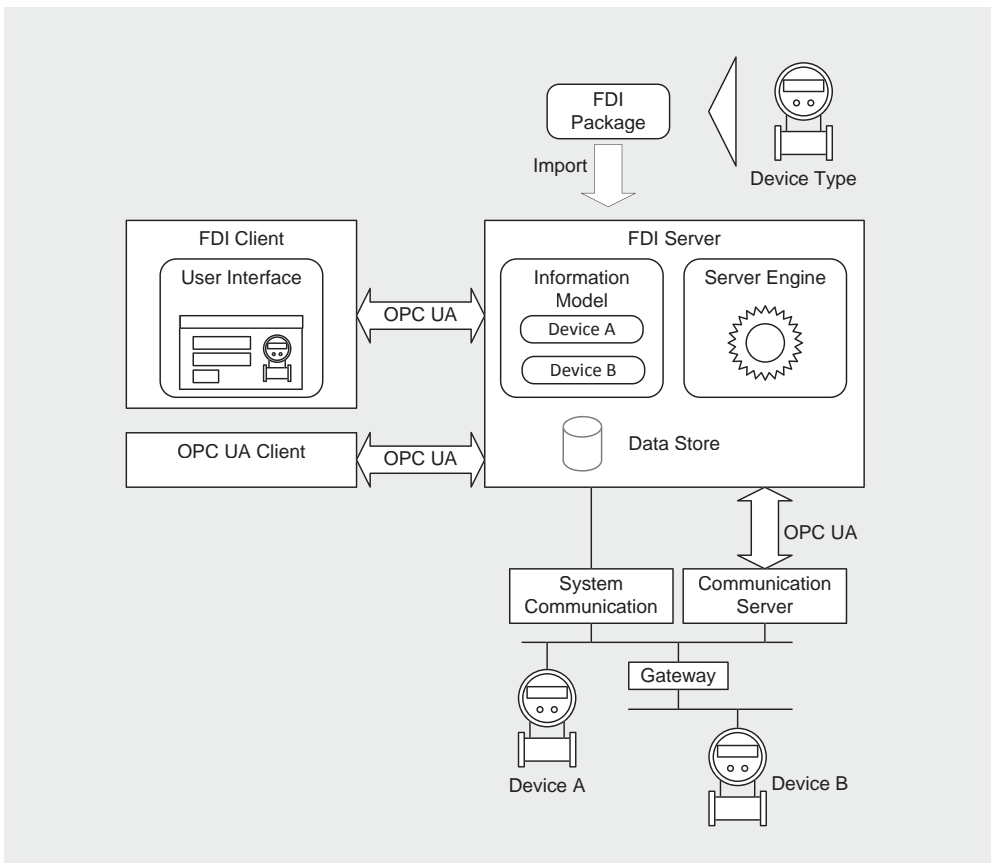 FDI
Package
Import
Device Type
FDI Client
User Interface
OPC UA
FDI Server
Information
Model
Device A
Device B
Server Engine
Data Store
OPC UA Client
OPC UA
OPC UA
System
Communication
Communication
Server
Gateway
Device A
Device B